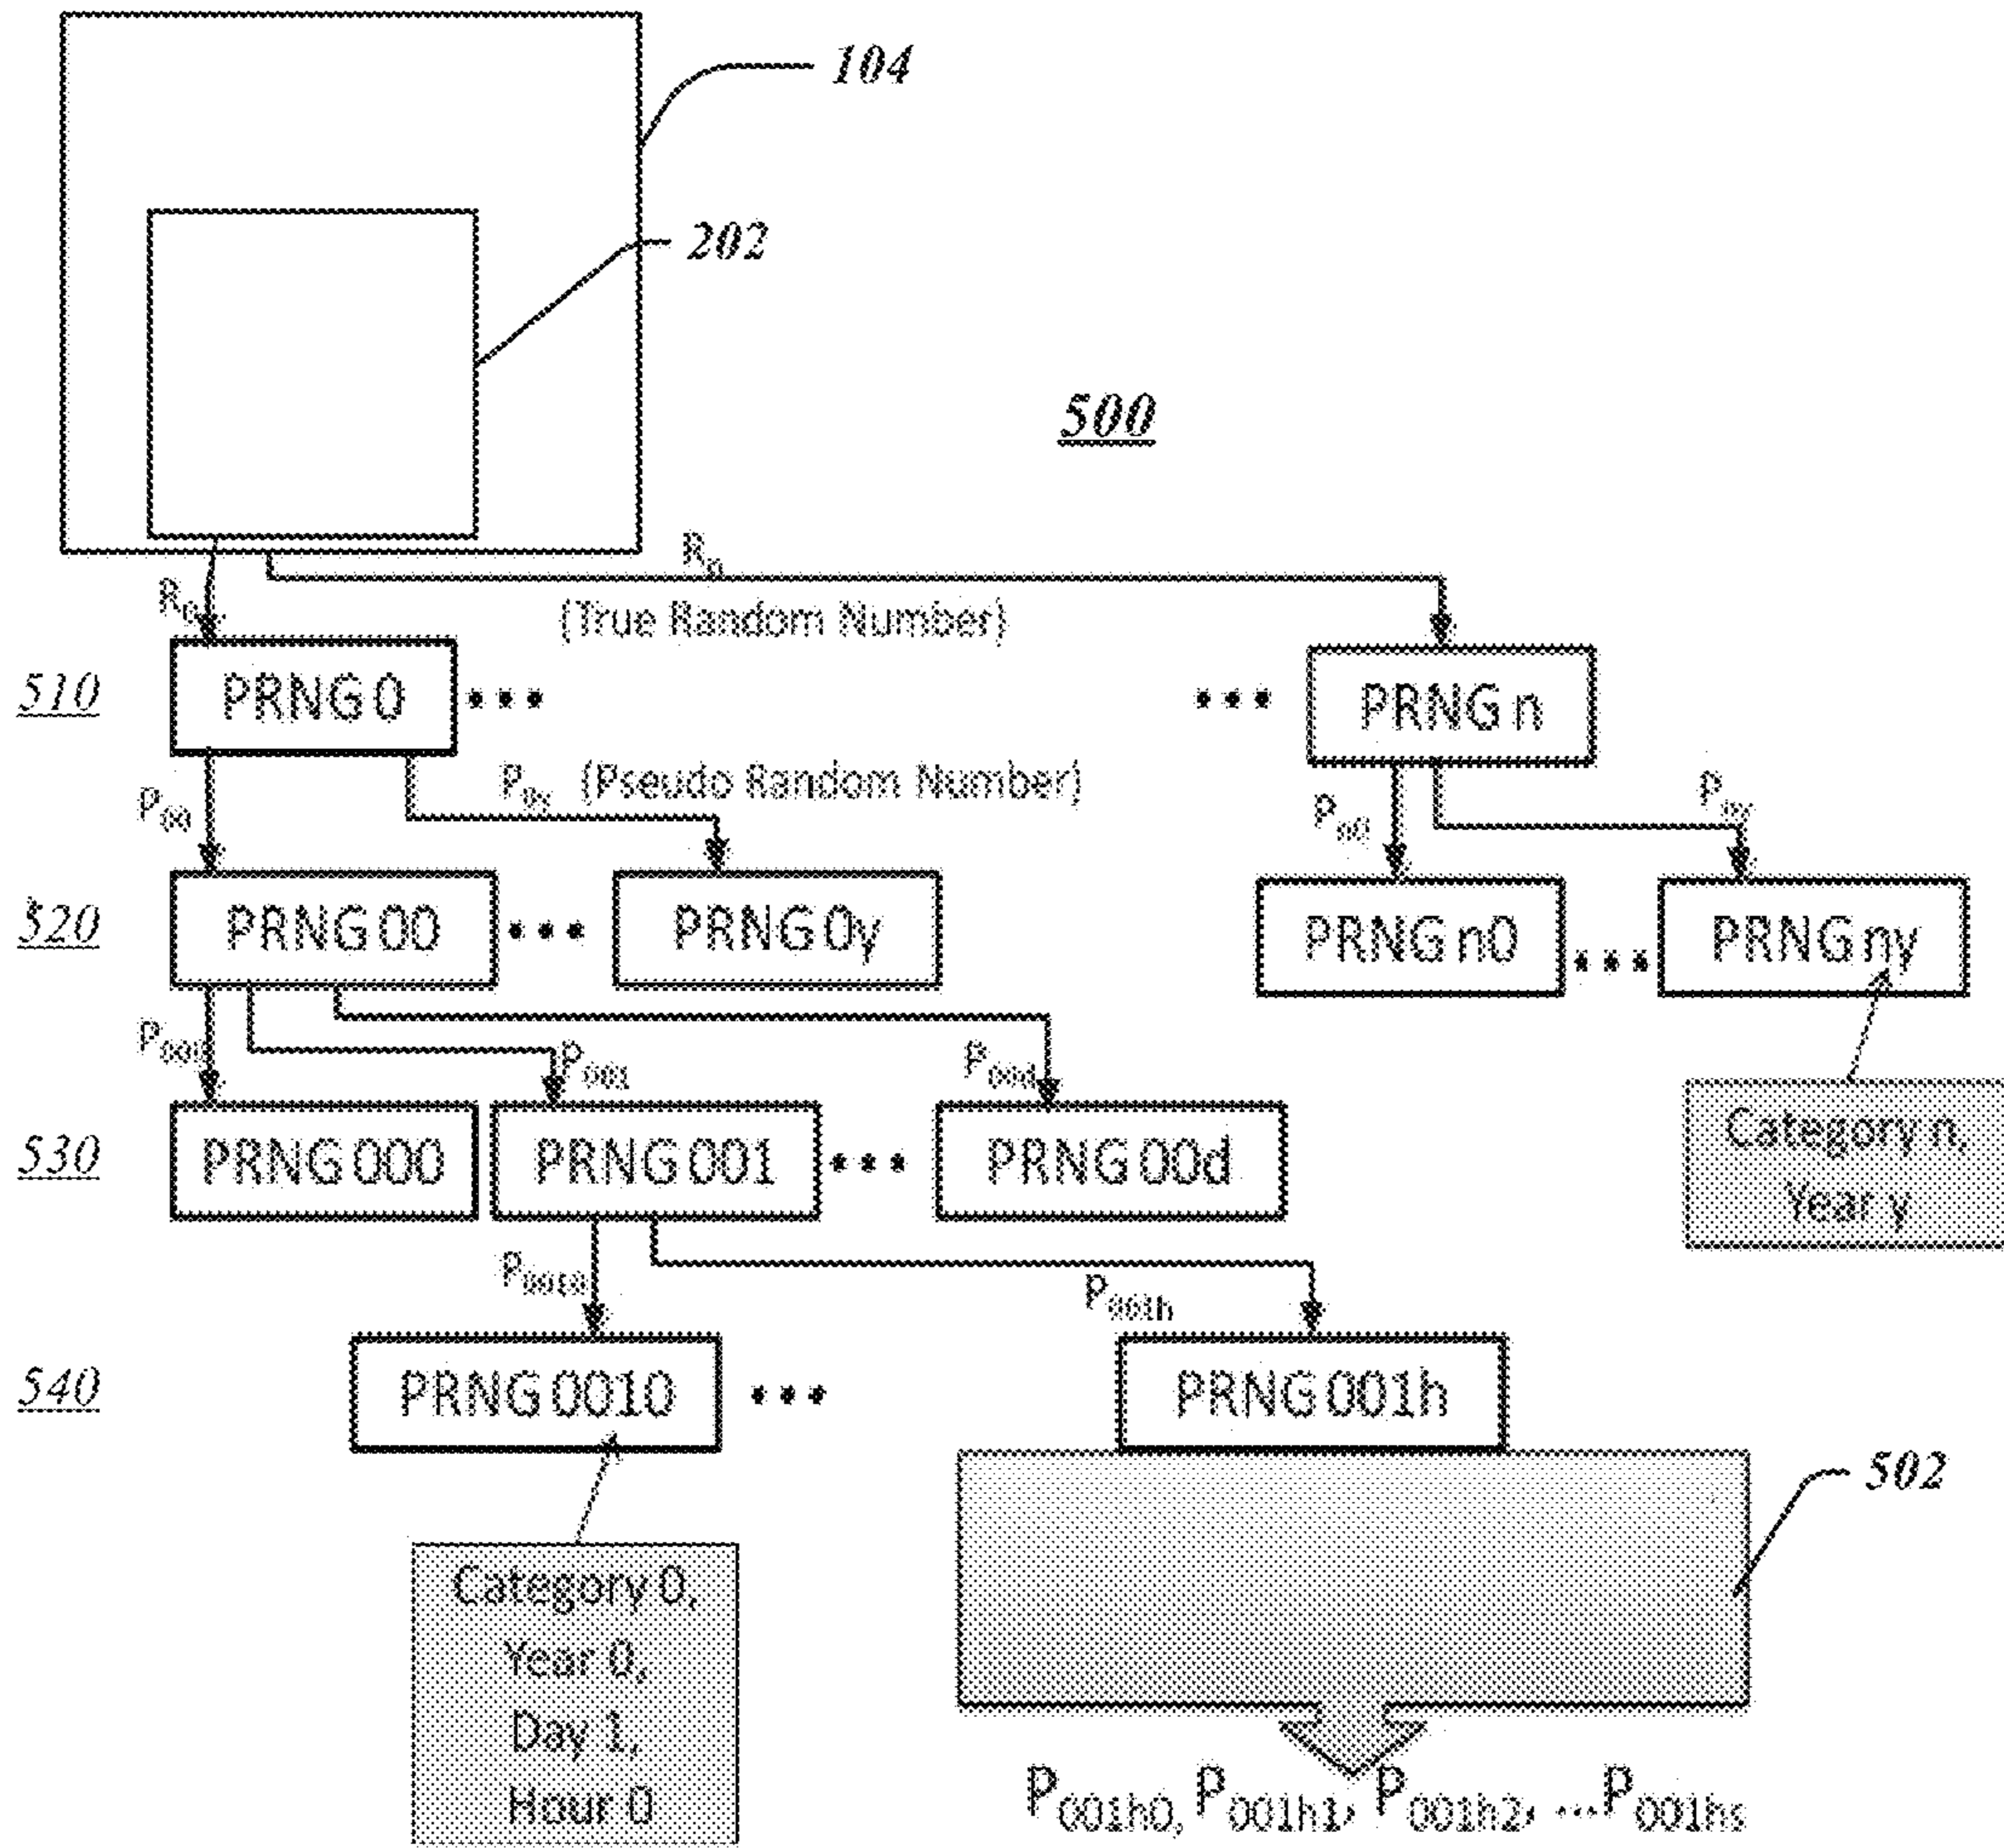 104
202
500
Rn
R0
(True Random Number)
510
PRNG 0 ...
... PRNG n
P00
P0y (Pseudo Random Number)
Pn0
Pny
520
PRNG 00 ... PRNG 0y
PRNG n0 ... PRNG ny
P000
P001
P00d
530
PRNG 000
PRNG 001 ... PRNG 00d
Category n,
Year y
P0010
P001h
540
PRNG 0010 ...
PRNG 001h
502
Category 0,
Year 0,
Day 1,
Hour 0
P001h0, P001h1, P001h2, ...P001hs